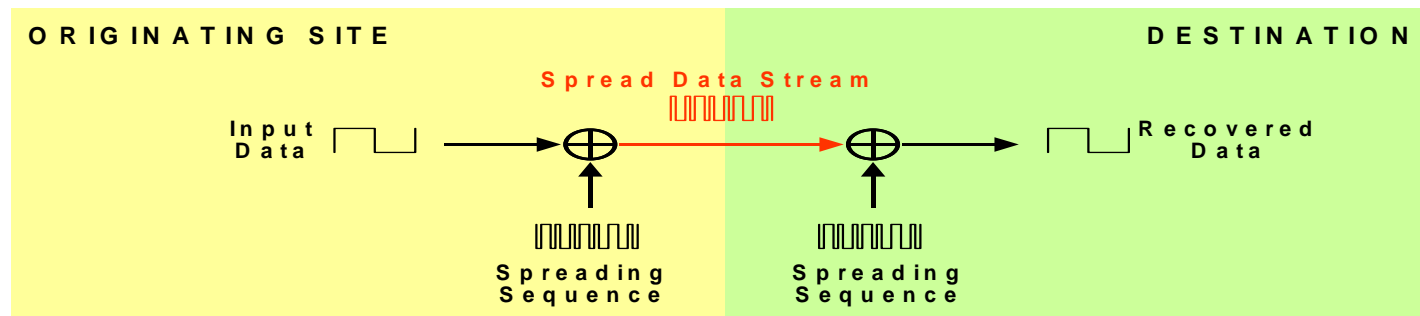 ORIGINATING SITE
DESTINATION
Spread Data Stream
Input
Data
Recovered
Data
Spreading
Sequence
Spreading
Sequence